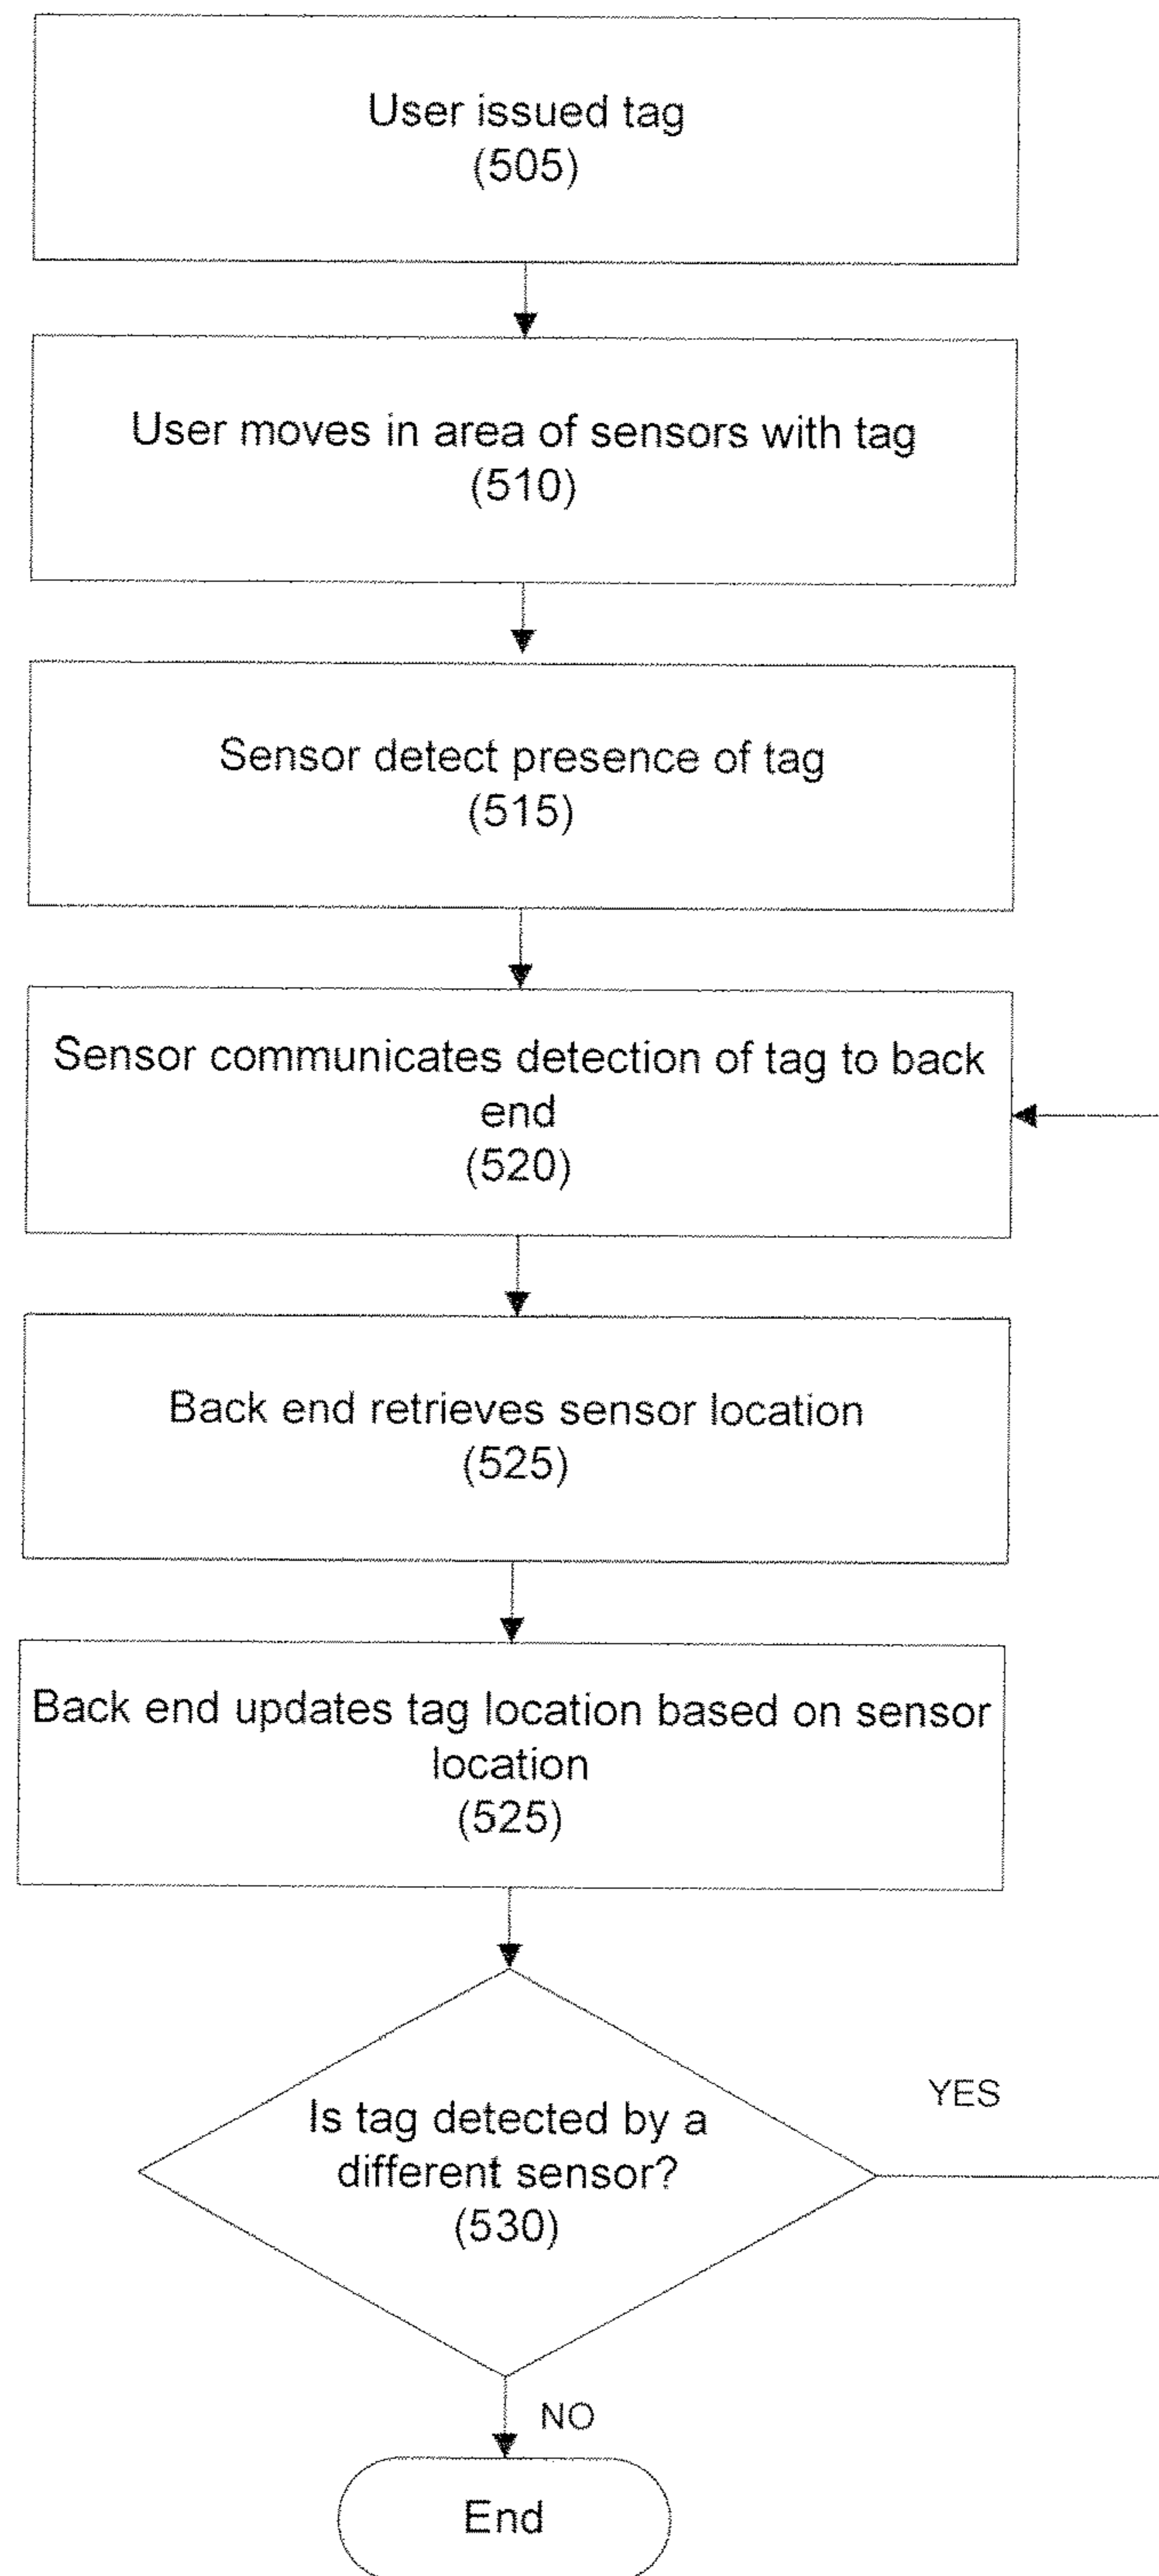 User issued tag
(505)
User moves in area of sensors with tag
(510)
Sensor detect presence of tag
(515)
Sensor communicates detection of tag to back
end
(520)
Back end retrieves sensor location
(525)
Back end updates tag location based on sensor
location
(525)
Is tag detected by a
different sensor?
(530)
YES
NO
End